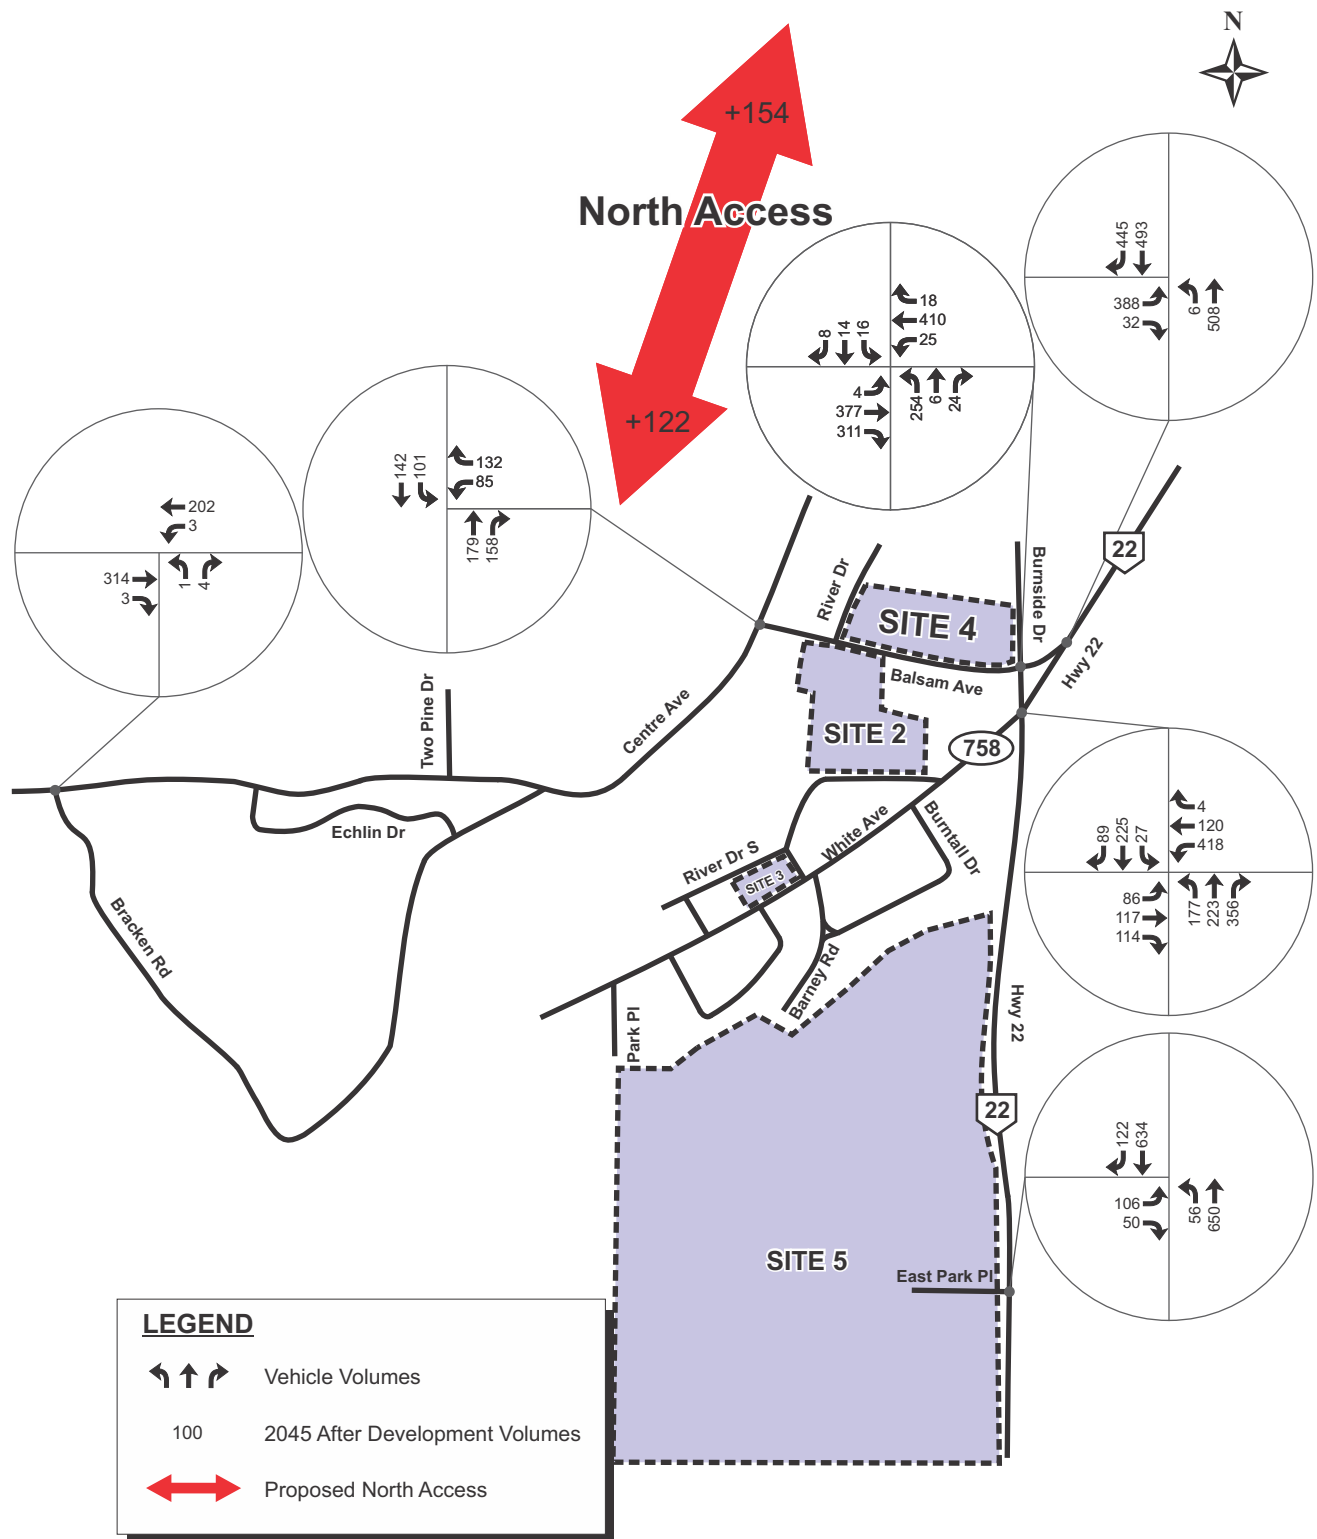 N
+154
North Access
+122
445
493
388
32
6
508
8
14
16
18
410
25
4
377
311
254
6
24
142
101
132
85
179
158
202
3
314
3
1
4
22
River Dr
Burnside Dr
SITE 4
Hwy 22
Balsam Ave
Two Pine Dr
Centre Ave
SITE 2
758
Echlin Dr
White Ave
Burntall Dr
River Dr S
SITE 3
89
225
27
4
120
418
86
117
114
177
223
356
Bracken Rd
Barney Rd
Hwy 22
Park Pl
22
122
634
106
50
56
650
SITE 5
East Park Pl
LEGEND
Vehicle Volumes
100 2045 After Development Volumes
Proposed North Access